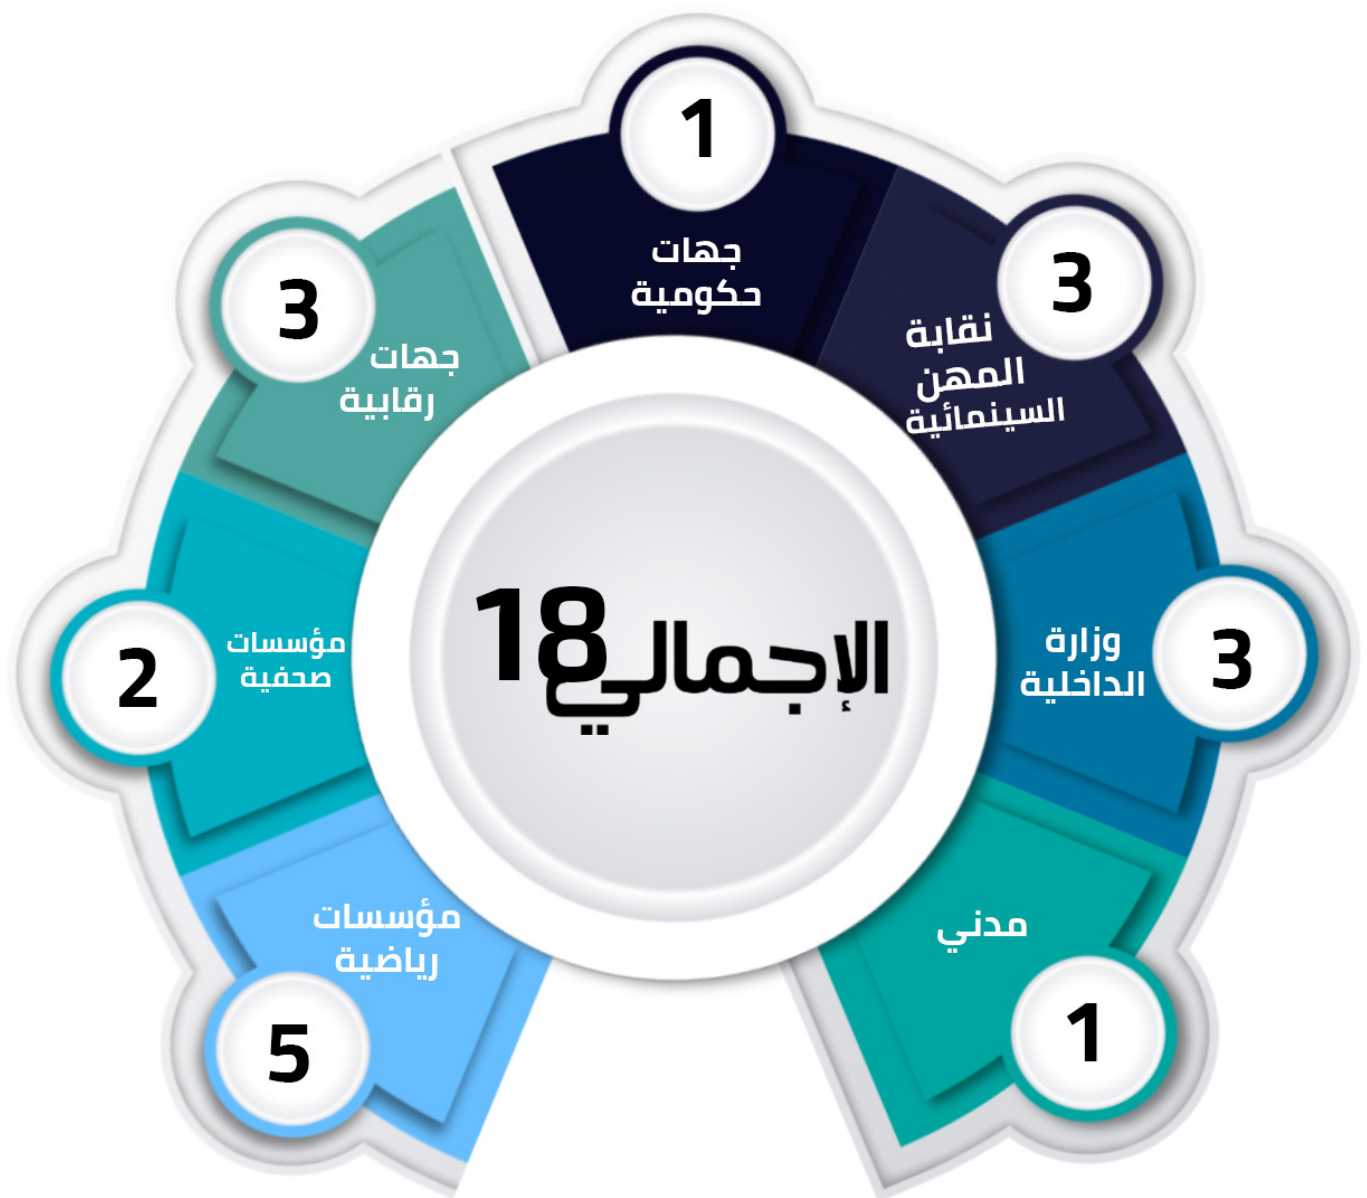 1
جهات
حكومية
3
نقابة
المهن
السينمائية
3
وزارة
الداخلية
1
مدني
5
مؤسسات
رياضية
2
مؤسسات
صحفية
3
جهات
رقابية
الإجمالي 18